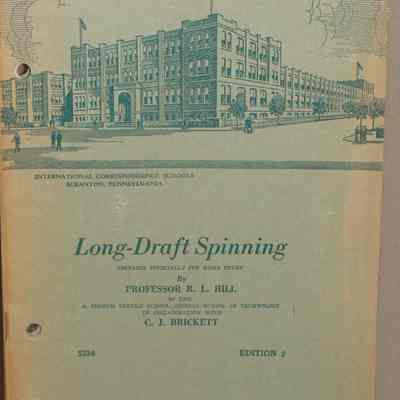 INTERNATIONAL CORRESPONDENCE SCHOOLS
SCRANTON, PENNSYLVANIA
Long-Draft Spinning
PREPARED ESPECIALLY FOR HOME STUDY
By
PROFESSOR R. L. HILL
OF THE
A. FRENCH TEXTILE SCHOOL, GEORGIA SCHOOL OF TECHNOLOGY
IN COLLABORATION WITH
C. J. BRICKETT
EDITION 2